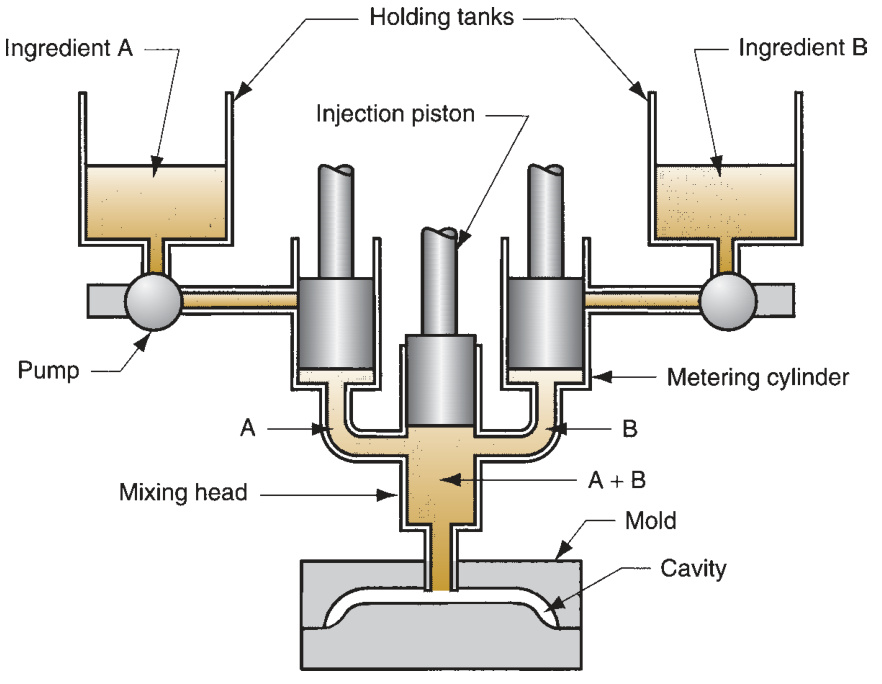 Holding tanks
Ingredient A
Ingredient B
Injection piston
Pump
Metering cylinder
A
B
A + B
Mixing head
Mold
Cavity